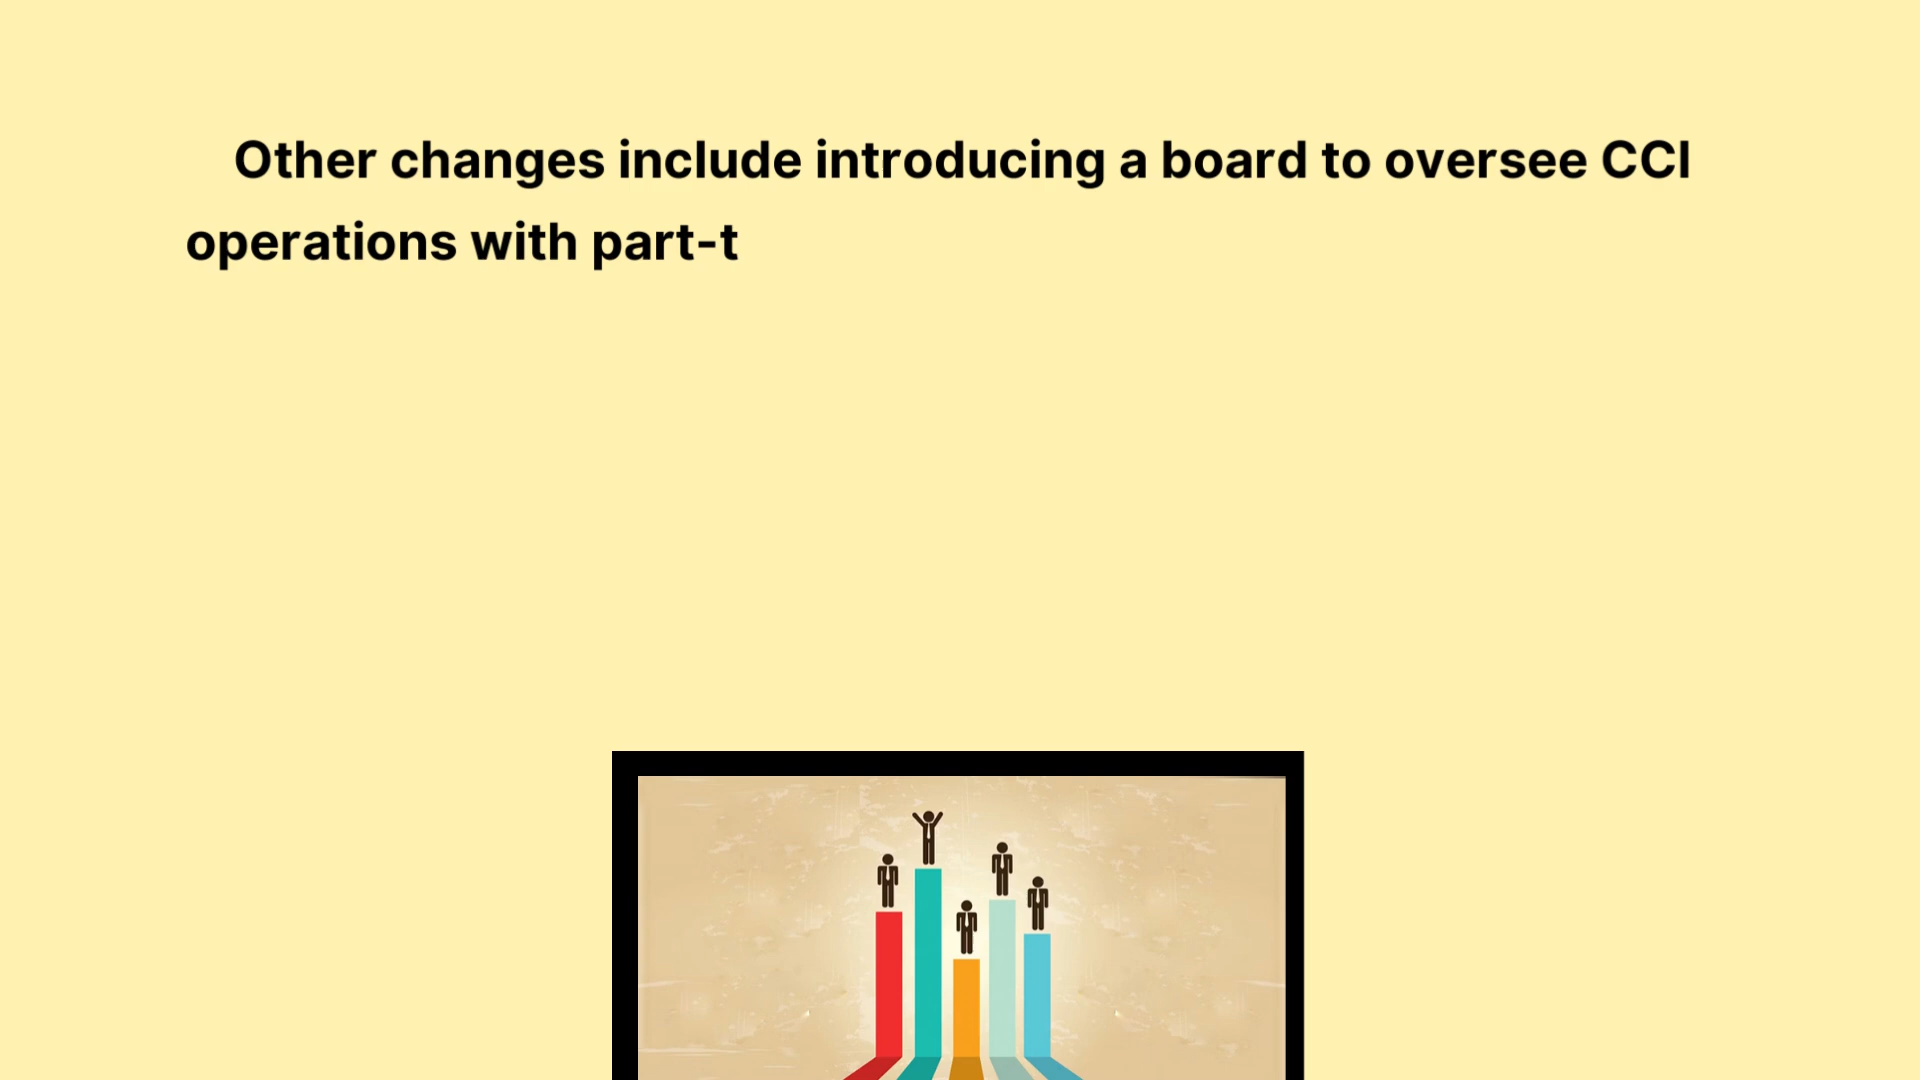 Other changes include introducing a board to oversee CCI
operations with part-t